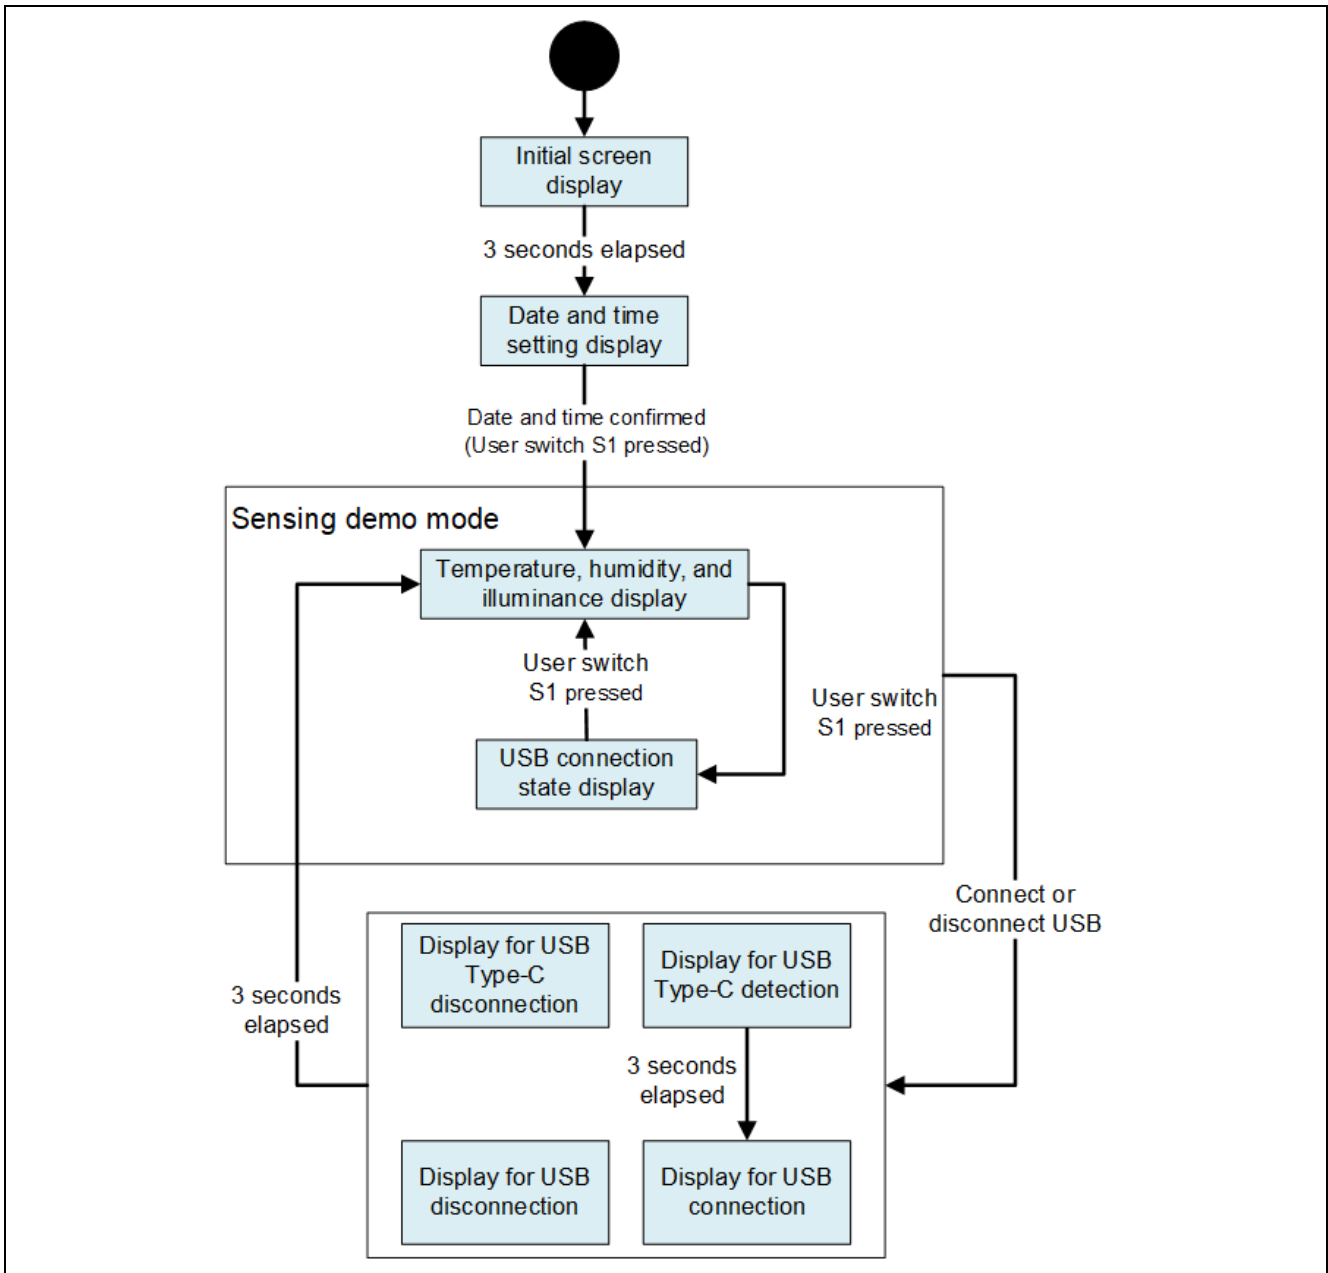 Initial screen
display
3 seconds elapsed
Date and time
setting display
Date and time confirmed
(User switch S1 pressed)
Sensing demo mode
Temperature, humidity, and
illuminance display
User switch
S1 pressed
User switch
S1 pressed
USB connection
state display
Connect or
disconnect USB
Display for USB
Type-C
disconnection
Display for USB
Type-C detection
3 seconds
elapsed
3 seconds
elapsed
Display for USB
disconnection
Display for USB
connection